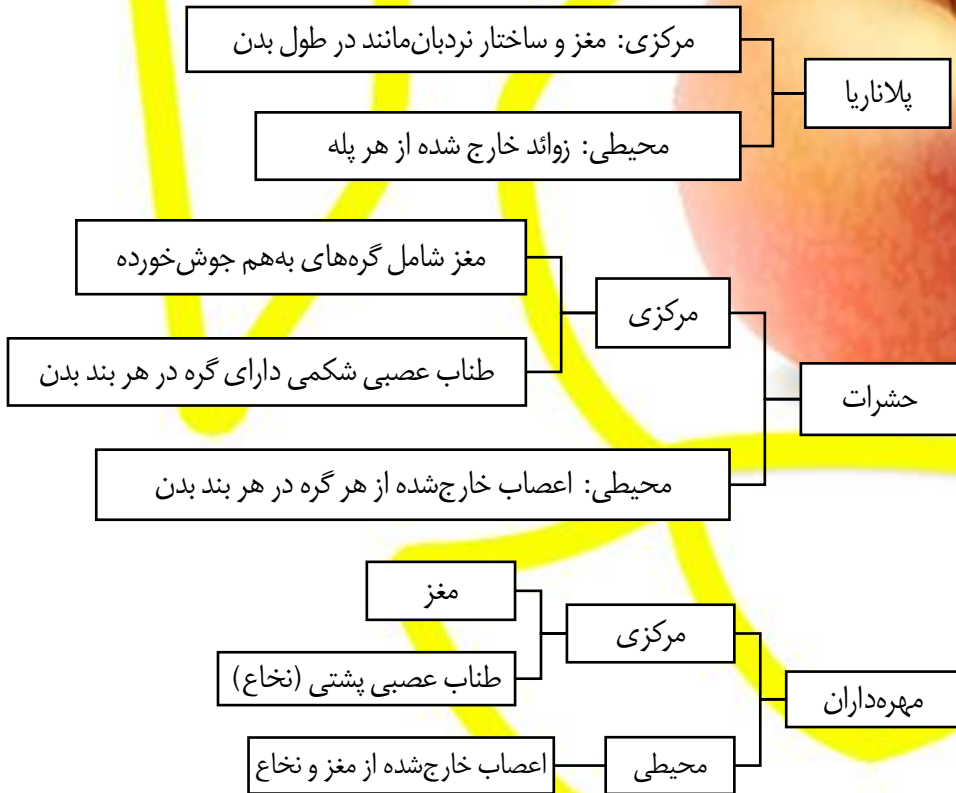 پلاناریا
مرکزی: مغز و ساختار نردبان‌مانند در طول بدن
محیطی: زوائد خارج شده از هر پله
حشرات
مرکزی
مغز شامل گره‌های به‌هم جوش‌خورده
طناب عصبی شکمی دارای گره در هر بند بدن
محیطی: اعصاب خارج‌شده از هر گره در هر بند بدن
مهره‌داران
مرکزی
مغز
طناب عصبی پشتی (نخاع)
محیطی
اعصاب خارج‌شده از مغز و نخاع